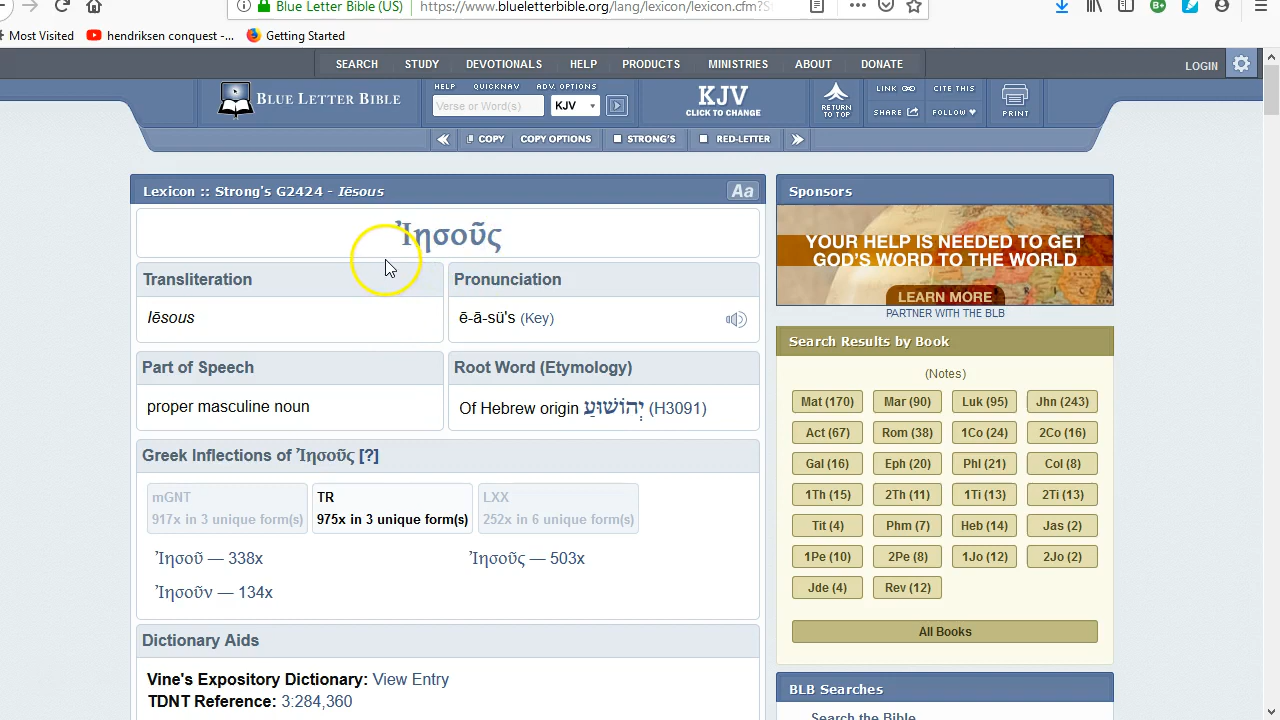 Blue Letter Bible (US) https://www.blueletterbible.org/lang/lexicon/lexicon.cfm?S
Most Visited hendriksen conquest -... Getting Started
SEARCH STUDY DEVOTIONALS HELP PRODUCTS MINISTRIES ABOUT DONATE LOGIN
HELP QUICKNAV ADV. OPTIONS
BLUE LETTER BIBLE
Verse or Word(s) KJV
KJV
CLICK TO CHANGE
RETURN
TO TOP
LINK CITE THIS
SHARE FOLLOW
PRINT
COPY COPY OPTIONS STRONG'S RED-LETTER
Lexicon :: Strong's G2424 - Iēsous Aa
Ἰησοῦς
Transliteration
Iēsous
Pronunciation
ē-ā-sü's (Key)
Part of Speech
proper masculine noun
Root Word (Etymology)
Of Hebrew origin יְהוֹשׁוּעַ (H3091)
Greek Inflections of Ἰησοῦς [?]
mGNT
917x in 3 unique form(s)
TR
975x in 3 unique form(s)
LXX
252x in 6 unique form(s)
Ἰησοῦ — 338x
Ἰησοῦς — 503x
Ἰησοῦν — 134x
Dictionary Aids
Vine's Expository Dictionary: View Entry
TDNT Reference: 3:284,360
Sponsors
YOUR HELP IS NEEDED TO GET
GOD'S WORD TO THE WORLD
LEARN MORE
PARTNER WITH THE BLB
Search Results by Book
(Notes)
Mat (170) Mar (90) Luk (95) Jhn (243)
Act (67) Rom (38) 1Co (24) 2Co (16)
Gal (16) Eph (20) Phl (21) Col (8)
1Th (15) 2Th (11) 1Ti (13) 2Ti (13)
Tit (4) Phm (7) Heb (14) Jas (2)
1Pe (10) 2Pe (8) 1Jo (12) 2Jo (2)
Jde (4) Rev (12)
All Books
BLB Searches
Search the Bible